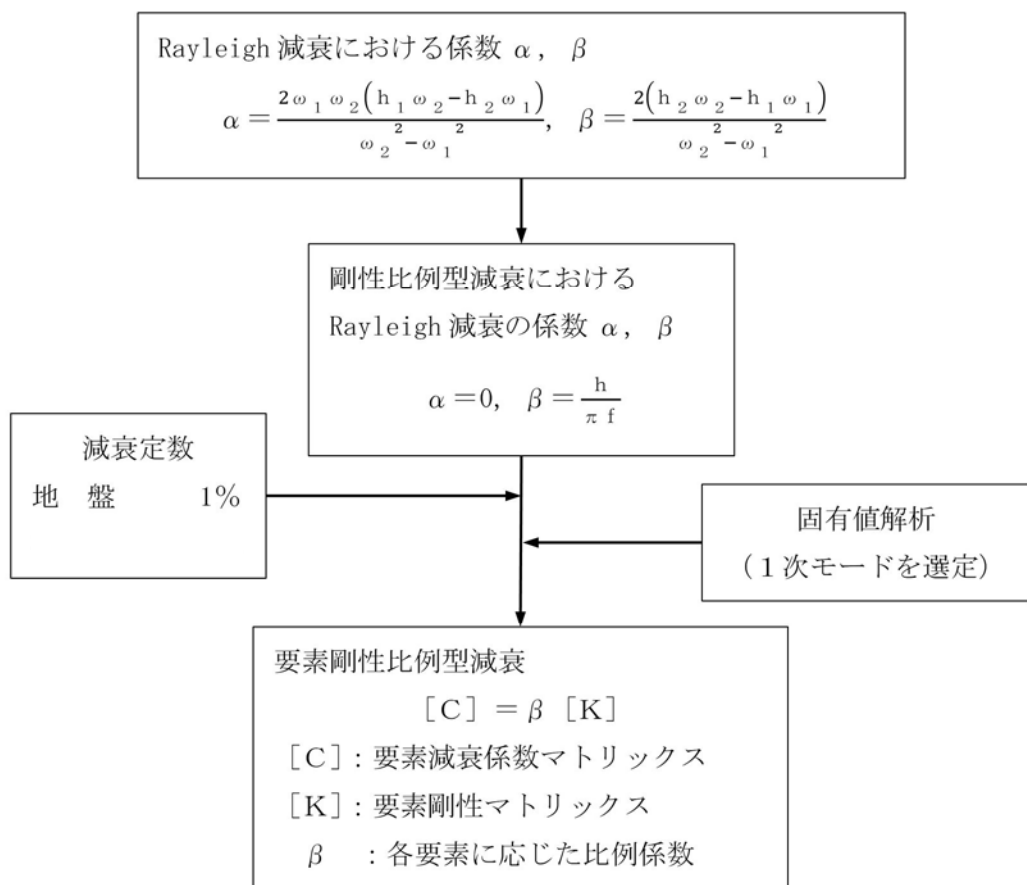 Rayleigh 減衰における係数 α, β
α＝2ω1ω2(h1ω2−h2ω1)/ω2²−ω1², β＝2(h2ω2−h1ω1)/ω2²−ω1²
剛性比例型減衰における
Rayleigh 減衰の係数 α, β
α＝0, β＝h/πf
減衰定数
地　盤　　1%
固有値解析
（１次モードを選定）
要素剛性比例型減衰
［C］＝β［K］
［C］：要素減衰係数マトリックス
［K］：要素剛性マトリックス
β　：各要素に応じた比例係数